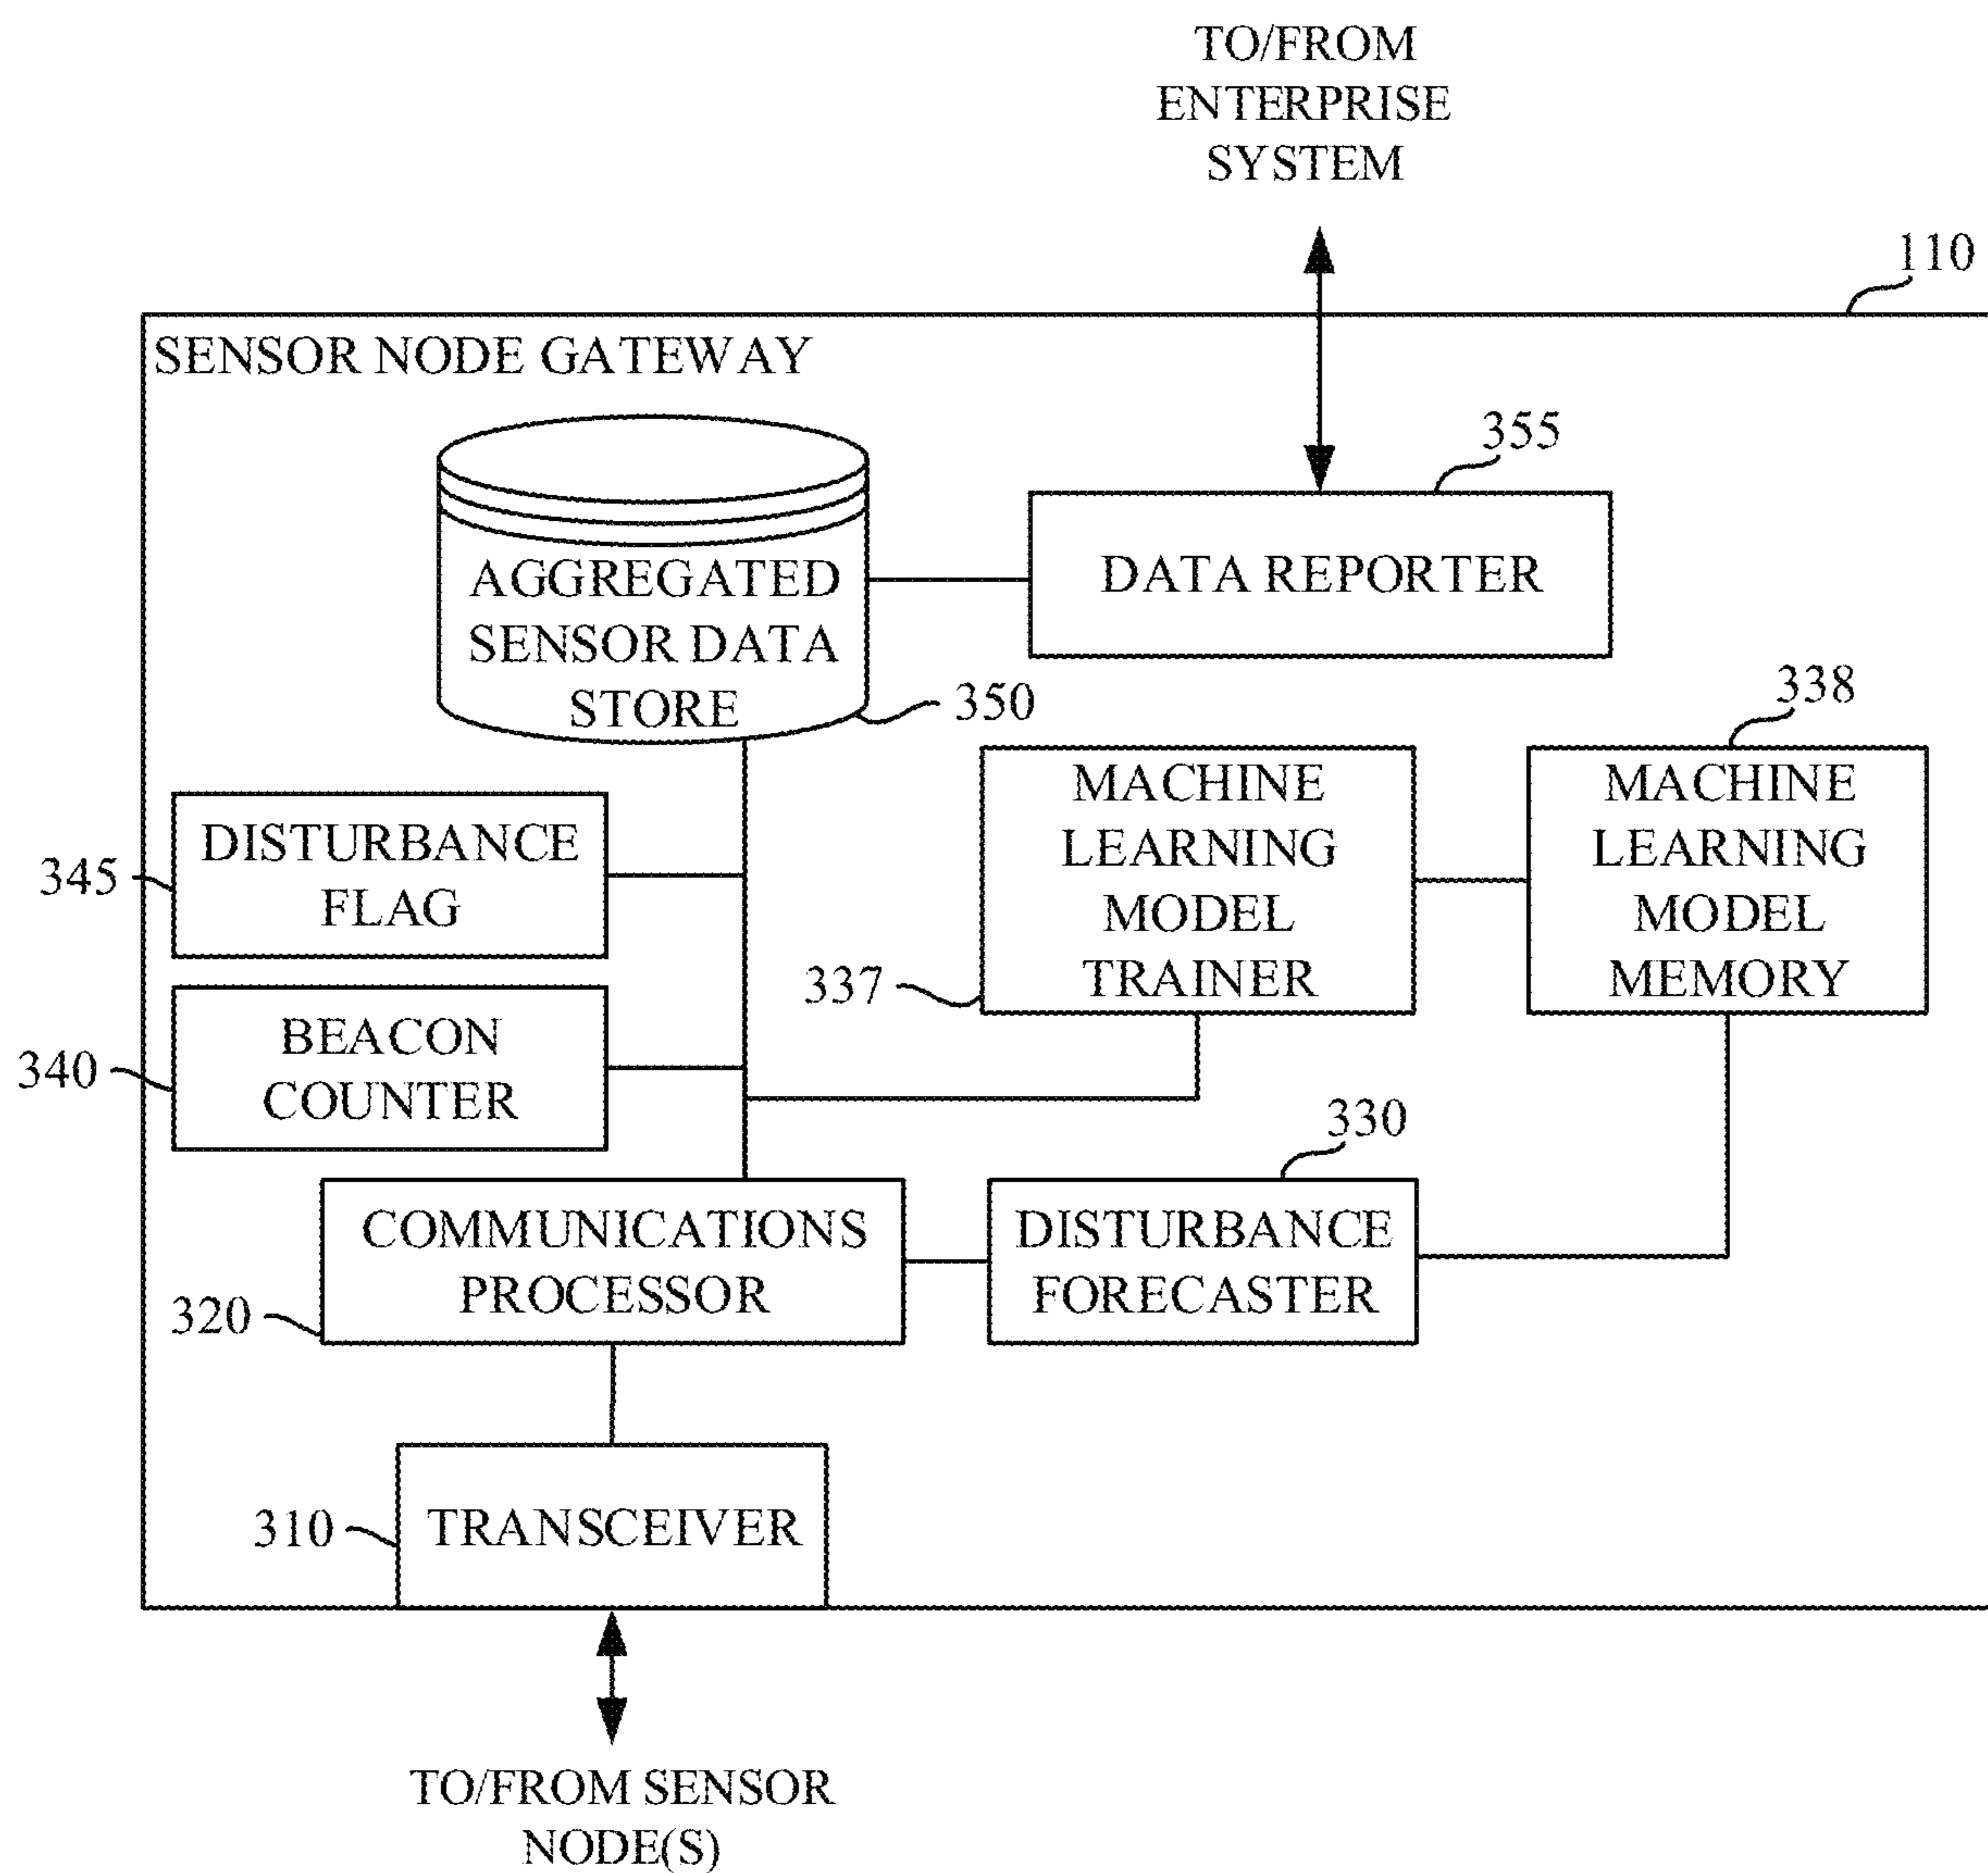 TO/FROM
ENTERPRISE
SYSTEM
110
SENSOR NODE GATEWAY
355
AGGREGATED
SENSOR DATA
STORE
DATA REPORTER
350
338
DISTURBANCE
FLAG
345
MACHINE
LEARNING
MODEL
TRAINER
337
MACHINE
LEARNING
MODEL
MEMORY
BEACON
COUNTER
340
330
COMMUNICATIONS
PROCESSOR
320
DISTURBANCE
FORECASTER
310
TRANSCEIVER
TO/FROM SENSOR
NODE(S)